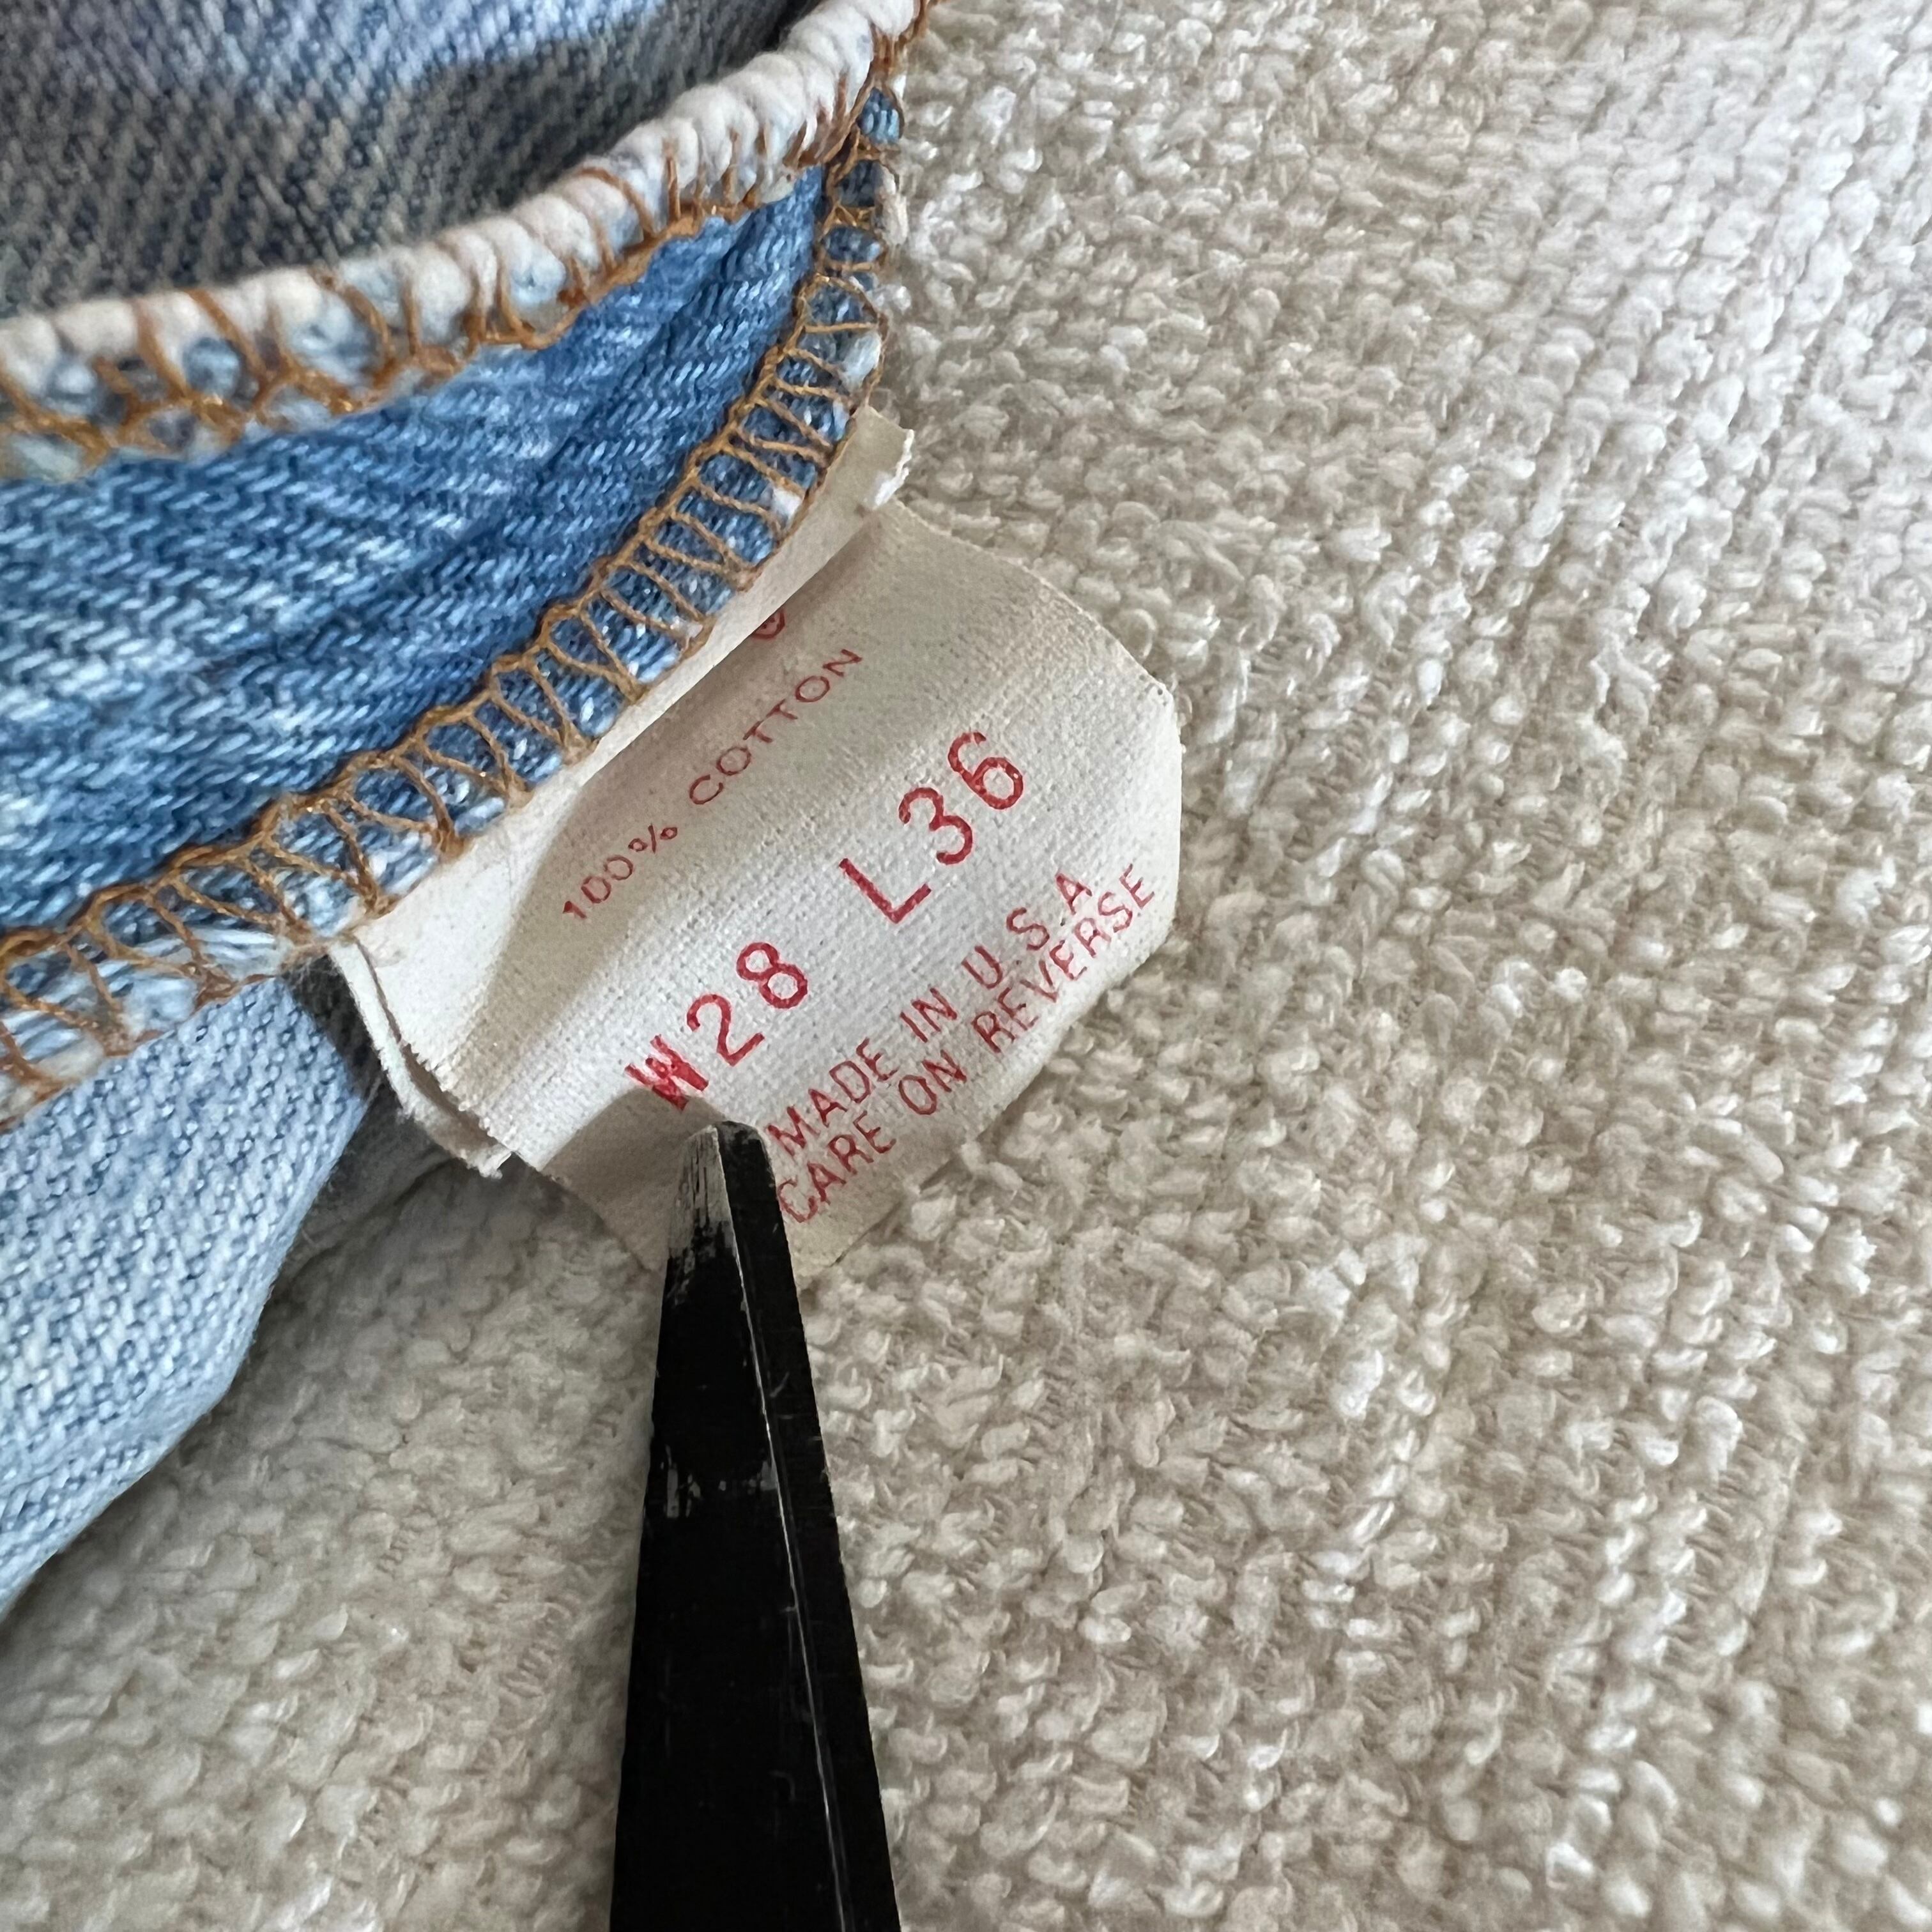 100% COTTON
W28 L36
MADE IN U.S.A
CARE ON REVERSE